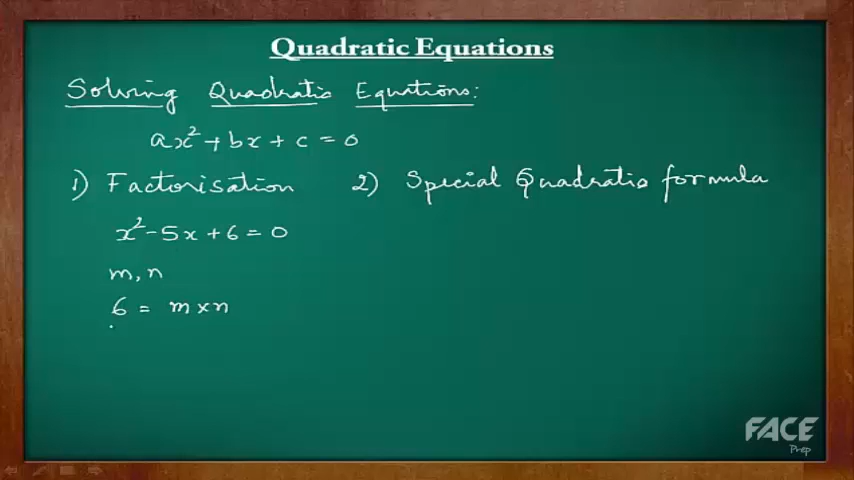 Quadratic Equations
Solving Quadratic Equations:
ax² + bx + c = 0
1) Factorisation 2) Special Quadratic formula
x² - 5x + 6 = 0
m, n
6 = m × n
FACE
Prep